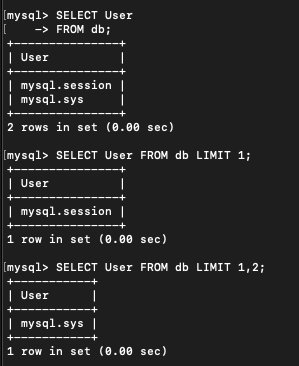 [mysql> SELECT User
[    -> FROM db;
+---------------+
| User          |
+---------------+
| mysql.session |
| mysql.sys     |
+---------------+
2 rows in set (0.00 sec)

[mysql> SELECT User FROM db LIMIT 1;
+---------------+
| User          |
+---------------+
| mysql.session |
+---------------+
1 row in set (0.00 sec)

[mysql> SELECT User FROM db LIMIT 1,2;
+-----------+
| User      |
+-----------+
| mysql.sys |
+-----------+
1 row in set (0.00 sec)